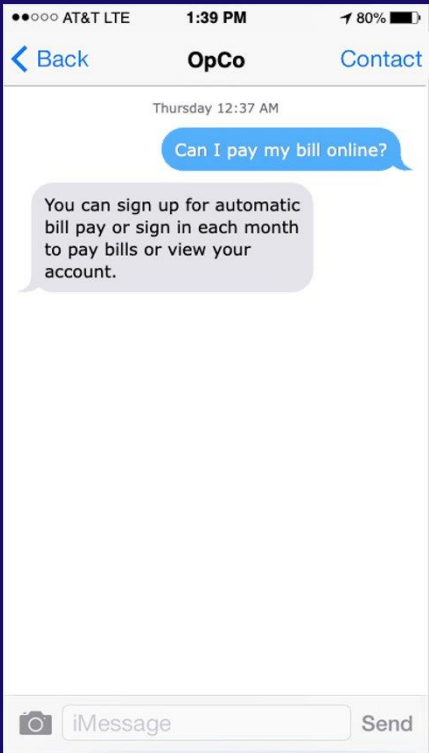 AT&T LTE 1:39 PM 80%
Back OpCo Contact
Thursday 12:37 AM
Can I pay my bill online?
You can sign up for automatic
bill pay or sign in each month
to pay bills or view your
account.
iMessage Send